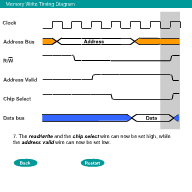 Memory Write Timing Diagram
Clock
Address Bus
Address
R/W
Address Valid
Chip Select
Data bus
Data
7. The read/write and the chip select wire can now be set high, while
the address valid wire can now be set low.
Back
Restart